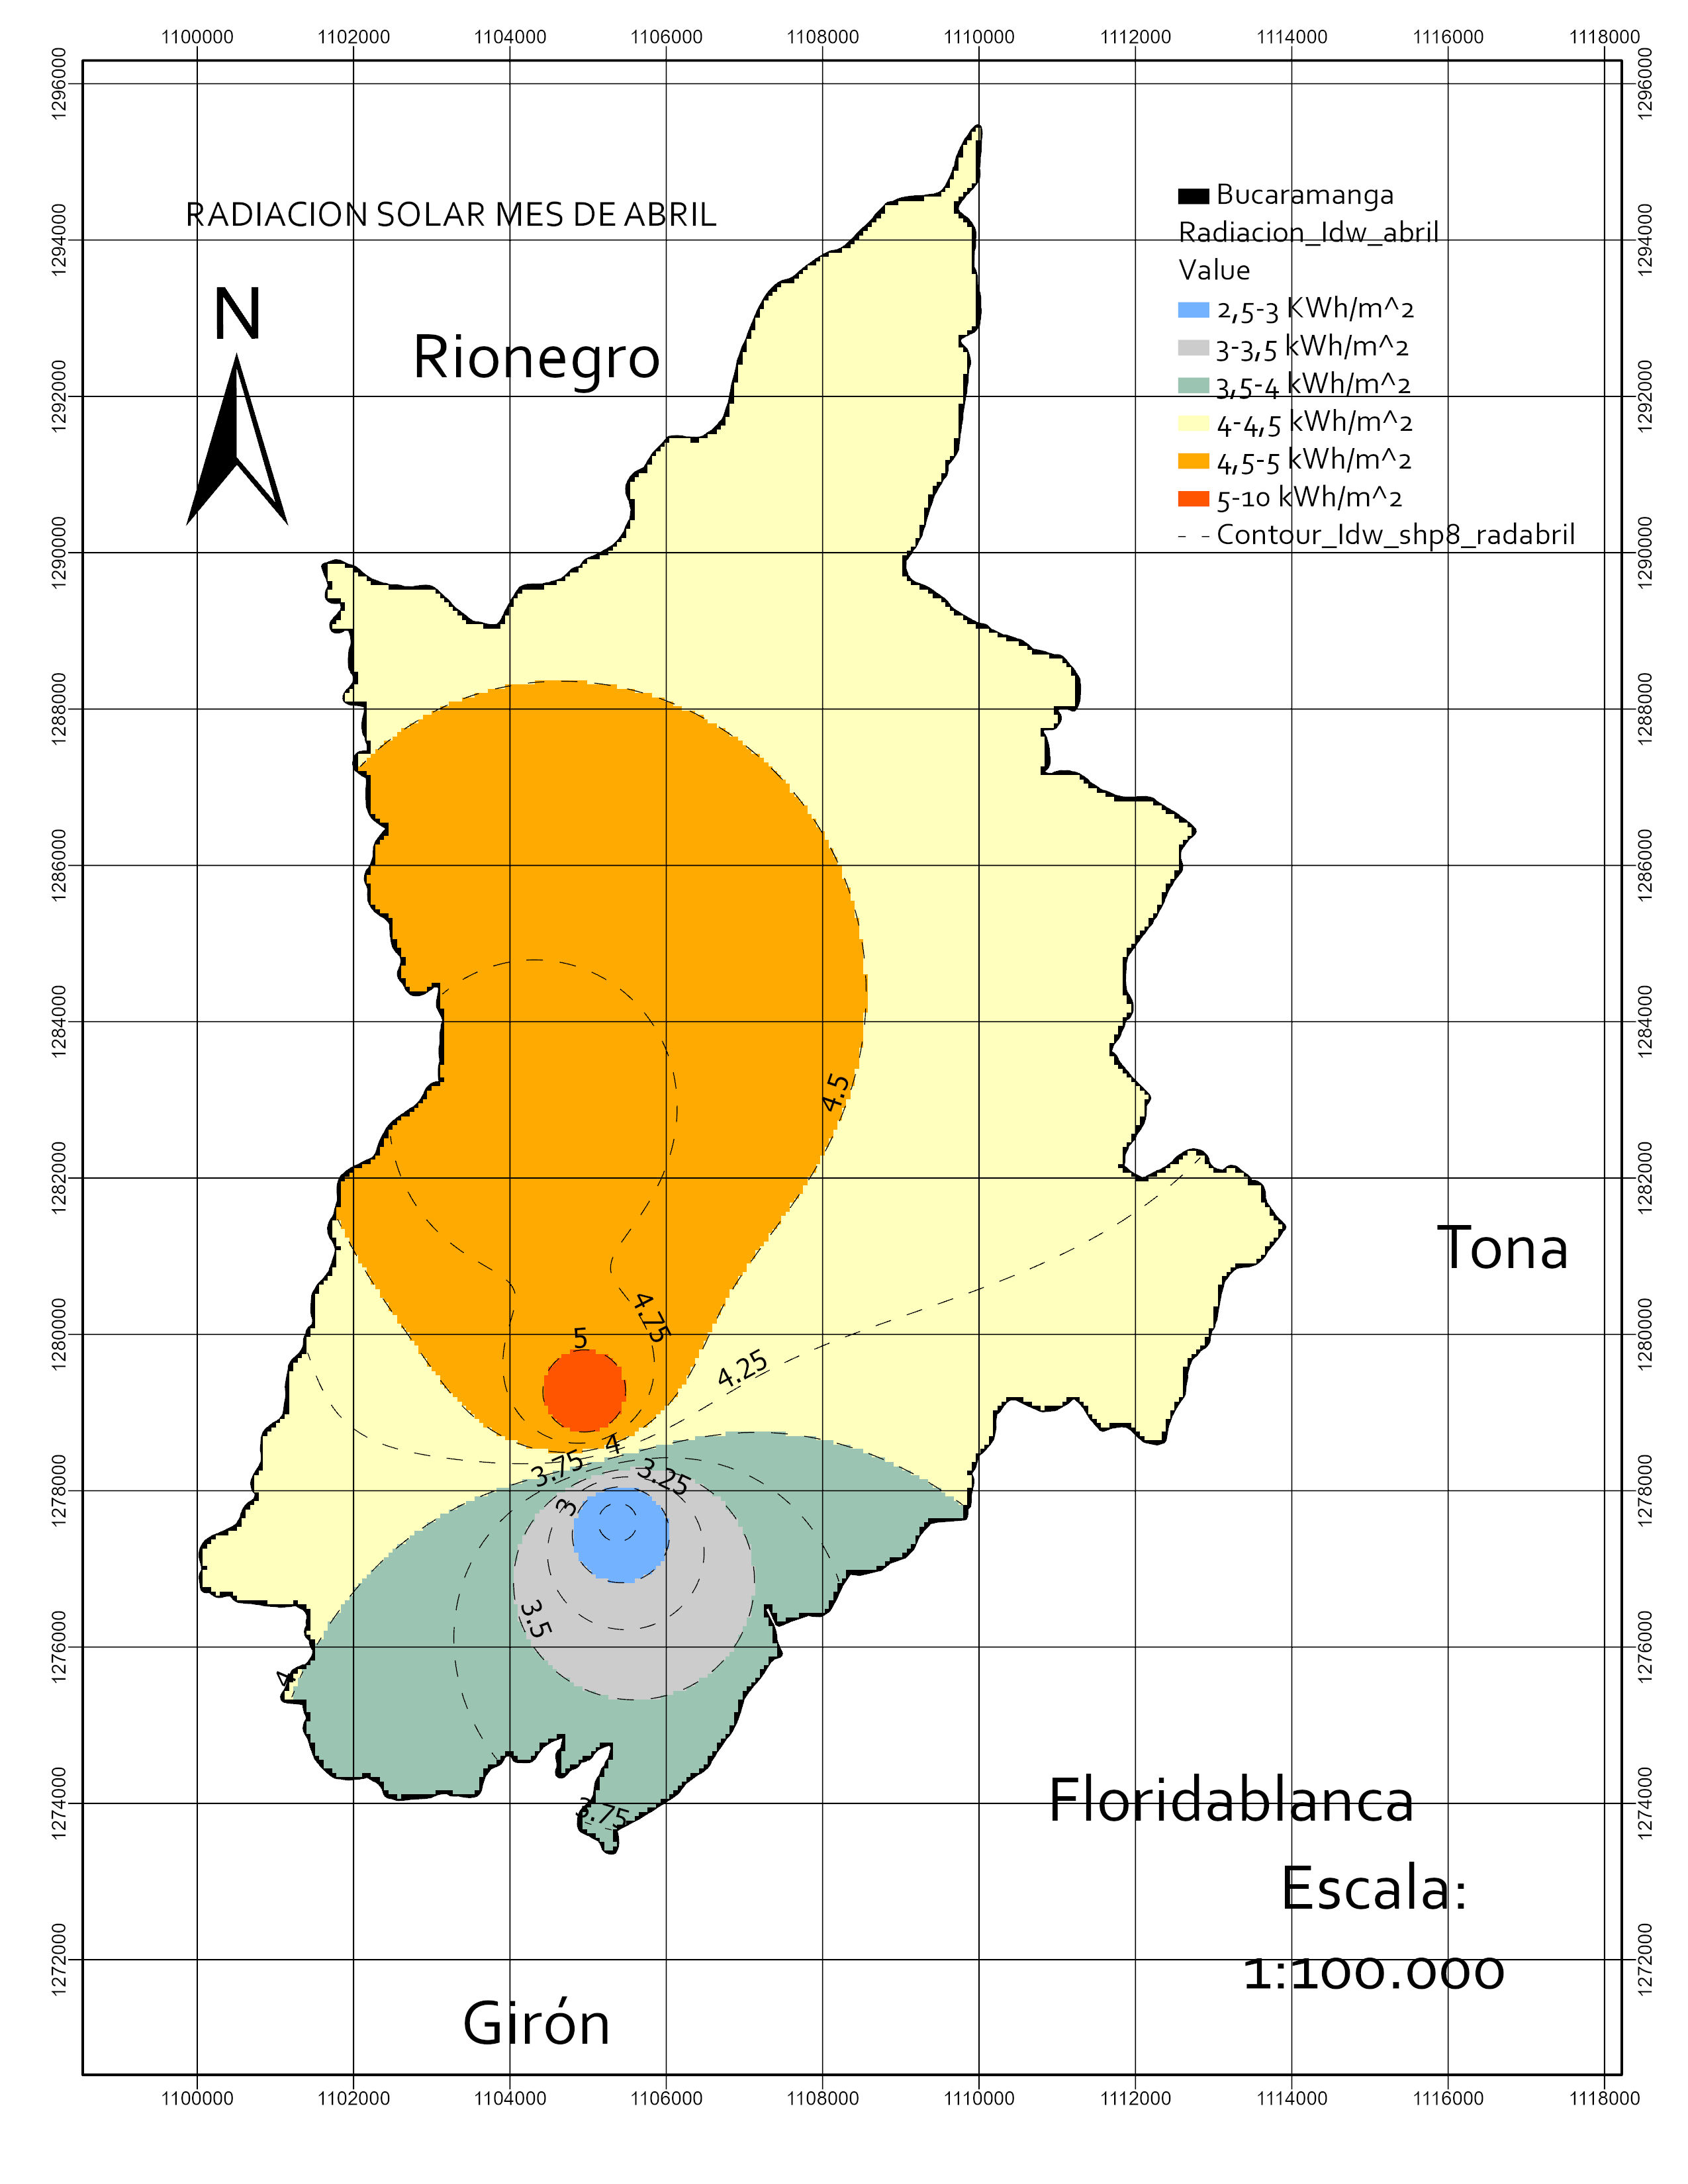 1100000 1102000 1104000 1106000 1108000 1110000 1112000 1114000 1116000 1118000
1296000
1296000
RADIACION SOLAR MES DE ABRIL
1294000
1294000
N
Rionegro
Bucaramanga
Radiacion_Idw_abril
Value
2,5-3 KWh/m^2
3-3,5 kWh/m^2
3,5-4 kWh/m^2
4-4,5 kWh/m^2
4,5-5 kWh/m^2
5-10 kWh/m^2
Contour_Idw_shp8_radabril
1292000
1292000
1290000
1290000
1288000
1288000
1286000
1286000
1284000
1284000
4.5
1282000
1282000
Tona
4.75
5
1280000
1280000
4.25
4
3.75
3.25
3
1278000
1278000
3.5
4
1276000
1276000
3.75
1274000
1274000
Floridablanca
Escala:
1:100.000
1272000
1272000
Girón
1100000 1102000 1104000 1106000 1108000 1110000 1112000 1114000 1116000 1118000